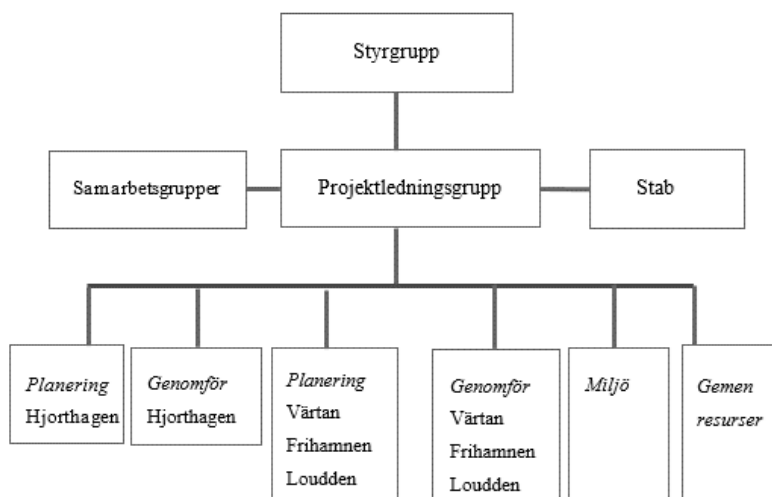 Styrgrupp
Samarbetsgrupper
Projektledningsgrupp
Stab
Planering
Hjorthagen
Genomför
Hjorthagen
Planering
Värtan
Frihamnen
Loudden
Genomför
Värtan
Frihamnen
Loudden
Miljö
Gemen
resurser